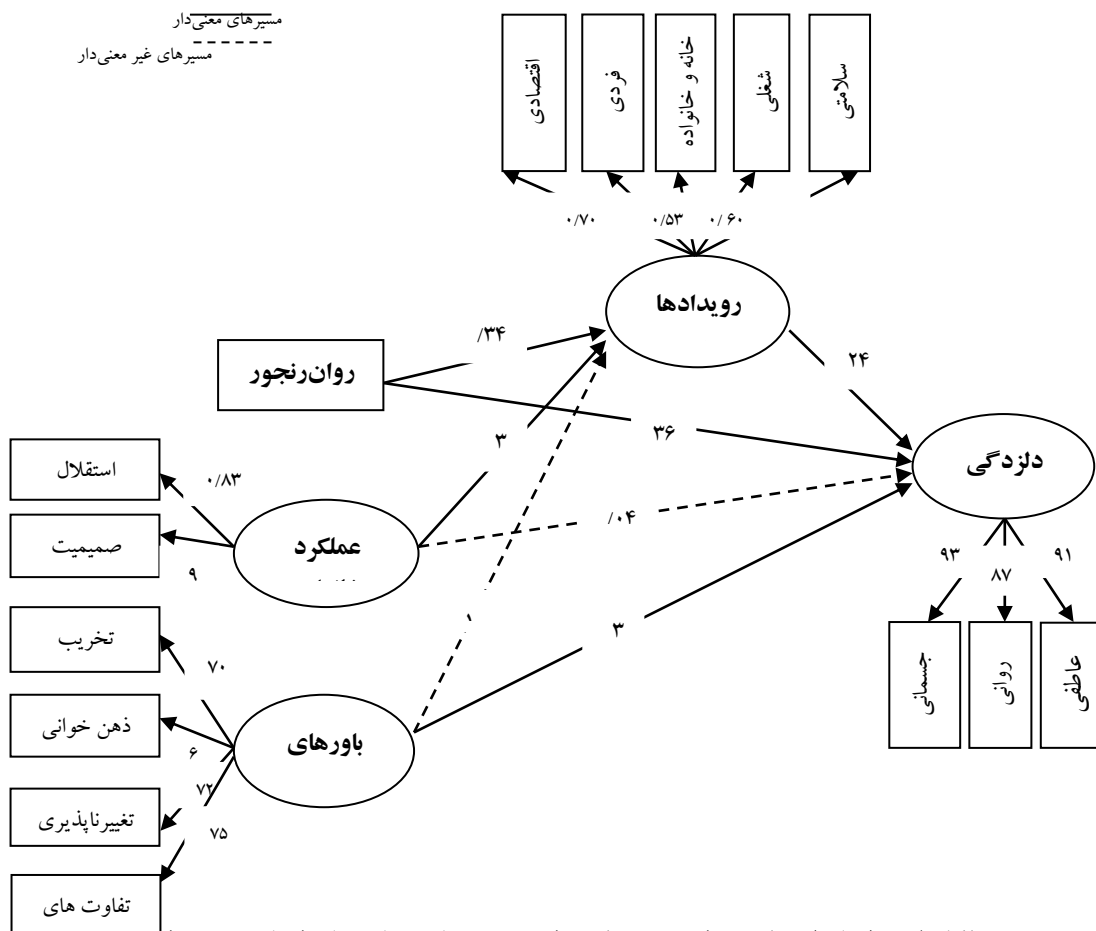 مسیرهای معنی‌دار
مسیرهای غیر معنی‌دار
اقتصادی
فردی
خانه و خانواده
شغلی
سلامتی
۰/۷۰
۰/۵۳
۰/۶۰
رویدادها
/۳۴
۲۴
روان‌رنجور
۳۶
۳
دلزدگی
استقلال
۰/۸۳
صمیمیت
۹
عملکرد
/۰۴
۹۳
۸۷
۹۱
تخریب
۷۰
۳
جسمانی
روانی
عاطفی
ذهن خوانی
۶
باورهای
تغییرناپذیری
۷۲
۷۵
تفاوت های